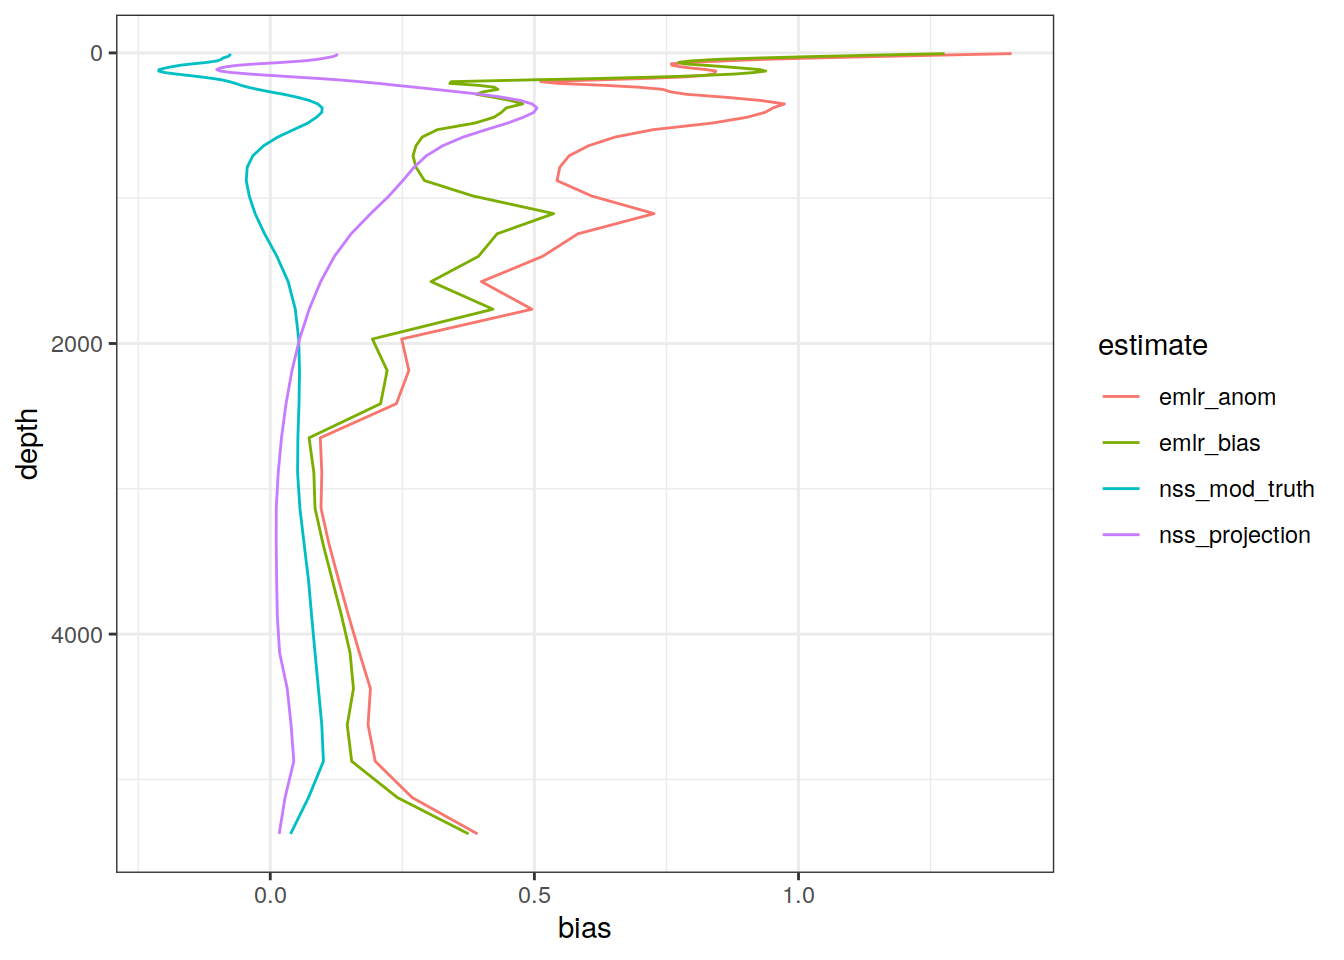 0
2000
4000
depth
0.0
0.5
1.0
bias
estimate
emlr_anom
emlr_bias
nss_mod_truth
nss_projection